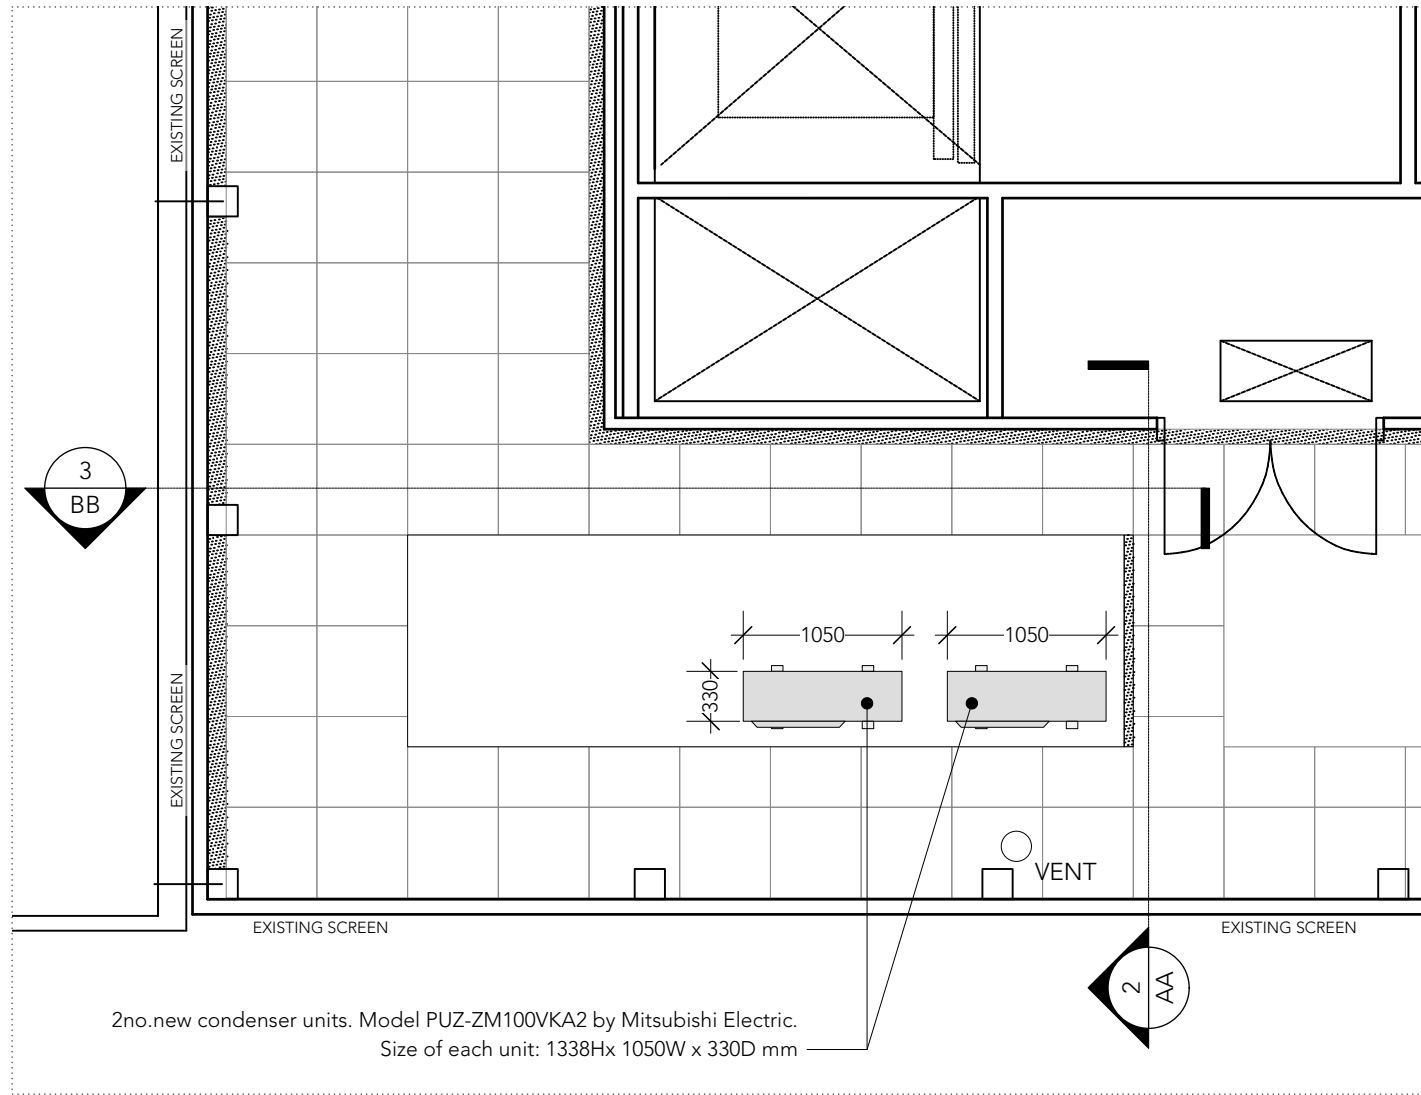 EXISTING SCREEN
3
BB
1050
1050
330
EXISTING SCREEN
VENT
EXISTING SCREEN
EXISTING SCREEN
2
AA
2no.new condenser units. Model PUZ-ZM100VKA2 by Mitsubishi Electric.
Size of each unit: 1338Hx 1050W x 330D mm